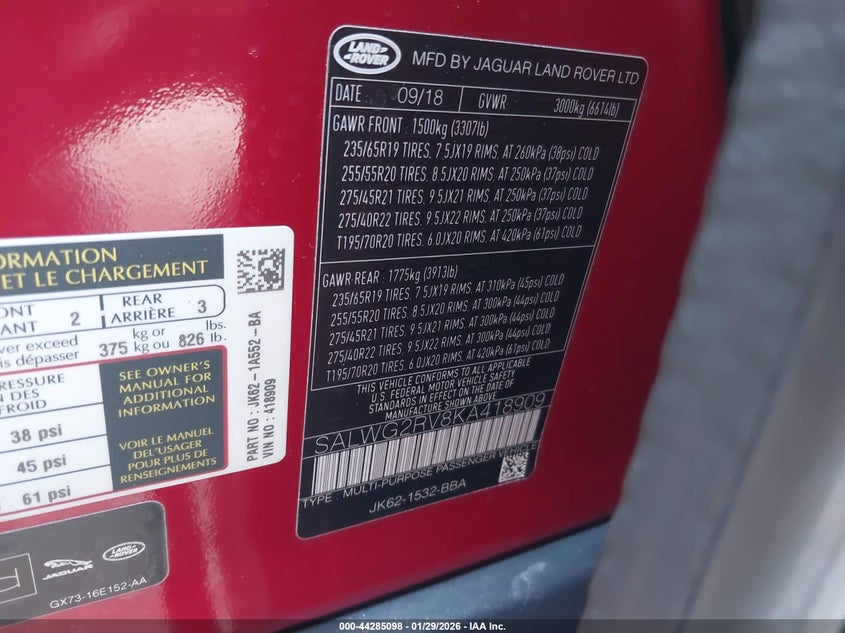 LAND ROVER
MFD BY JAGUAR LAND ROVER LTD
DATE : 09/18 GVWR 3000kg (6614lb)
GAWR FRONT : 1500kg (3307lb)
235/65R19 TIRES, 7.5JX19 RIMS, AT 260kPa (38psi) COLD
255/55R20 TIRES, 8.5JX20 RIMS, AT 250kPa (37psi) COLD
275/45R21 TIRES, 9.5JX21 RIMS, AT 250kPa (37psi) COLD
275/40R22 TIRES, 9.5JX22 RIMS, AT 250kPa (37psi) COLD
T195/70R20 TIRES, 6.0JX20 RIMS, AT 420kPa (61psi) COLD
GAWR REAR : 1775kg (3913lb)
235/65R19 TIRES, 7.5JX19 RIMS, AT 310kPa (45psi) COLD
255/55R20 TIRES, 8.5JX20 RIMS, AT 300kPa (44psi) COLD
275/45R21 TIRES, 9.5JX21 RIMS, AT 300kPa (44psi) COLD
275/40R22 TIRES, 9.5JX22 RIMS, AT 300kPa (44psi) COLD
T195/70R20 TIRES, 6.0JX20 RIMS, AT 420kPa (61psi) COLD
THIS VEHICLE CONFORMS TO ALL APPLICABLE
U.S. FEDERAL MOTOR VEHICLE SAFETY
STANDARDS IN EFFECT ON THE DATE OF
MANUFACTURE SHOWN ABOVE
SALWG2RV8KA418909
TYPE : MULTI-PURPOSE PASSENGER VEHICLE
JK62-1532-BBA
ORMATION
ET LE CHARGEMENT
ONT 2 REAR 3
ANT ARRIÈRE
ver exceed 375 kg or 826 lbs.
is dépasser kg ou lb.
RESSURE
N DES
FROID
38 psi
45 psi
61 psi
SEE OWNER'S
MANUAL FOR
ADDITIONAL
INFORMATION
VOIR LE MANUEL
DEL'USAGER
POUR PLUS DE
RENSEIGNEMENTS
PART NO : JK62-1A552-BA
VIN NO : 418909
JAGUAR
LAND ROVER
GX73-16E152-AA
000-44285098 - 01/29/2026 - IAA Inc.